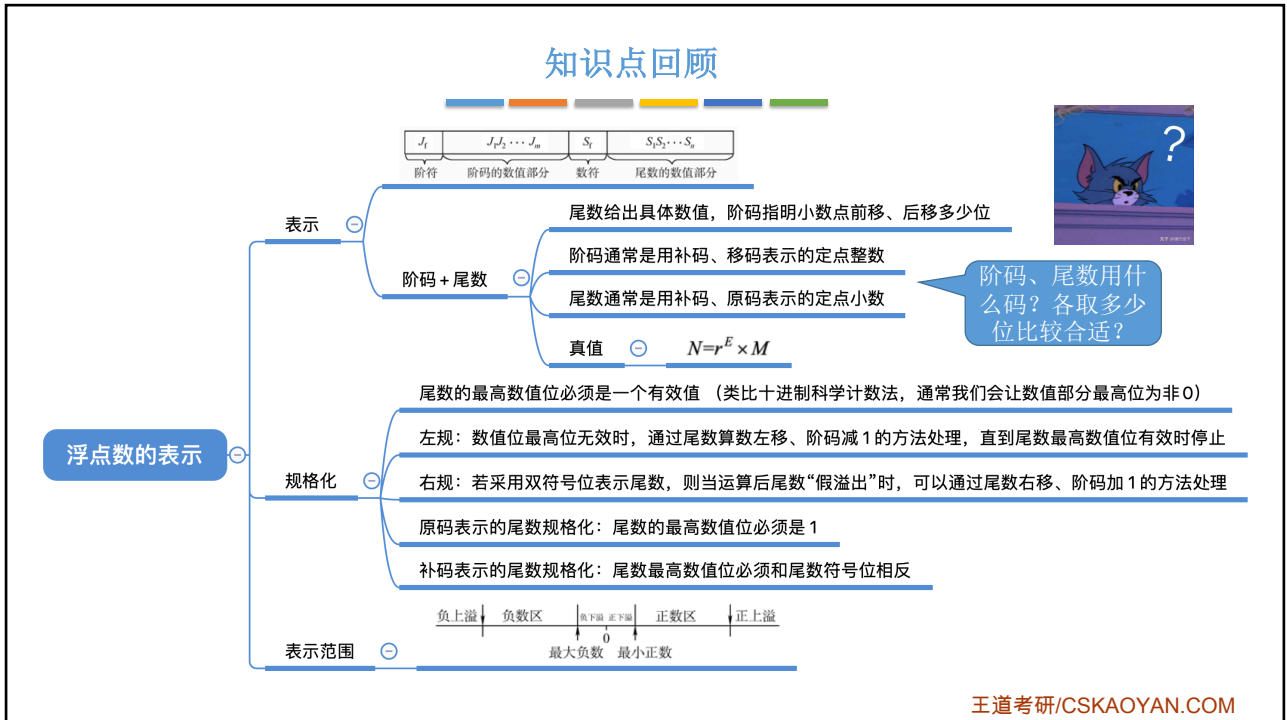 知识点回顾
J_f J_1J_2 ··· J_m S_f S_1S_2 ··· S_n
阶符 阶码的数值部分 数符 尾数的数值部分
?
表示
阶码+尾数
尾数给出具体数值，阶码指明小数点前移、后移多少位
阶码通常是用补码、移码表示的定点整数
尾数通常是用补码、原码表示的定点小数
真值 N=r^E×M
阶码、尾数用什
么码？各取多少
位比较合适？
浮点数的表示
规格化
尾数的最高数值位必须是一个有效值 （类比十进制科学计数法，通常我们会让数值部分最高位为非0）
左规：数值位最高位无效时，通过尾数算数左移、阶码减1的方法处理，直到尾数最高数值位有效时停止
右规：若采用双符号位表示尾数，则当运算后尾数“假溢出”时，可以通过尾数右移、阶码加1的方法处理
原码表示的尾数规格化：尾数的最高数值位必须是1
补码表示的尾数规格化：尾数最高数值位必须和尾数符号位相反
表示范围
负上溢 负数区 负下溢 正下溢 正数区 正上溢
0
最大负数 最小正数
王道考研/CSKAOYAN.COM